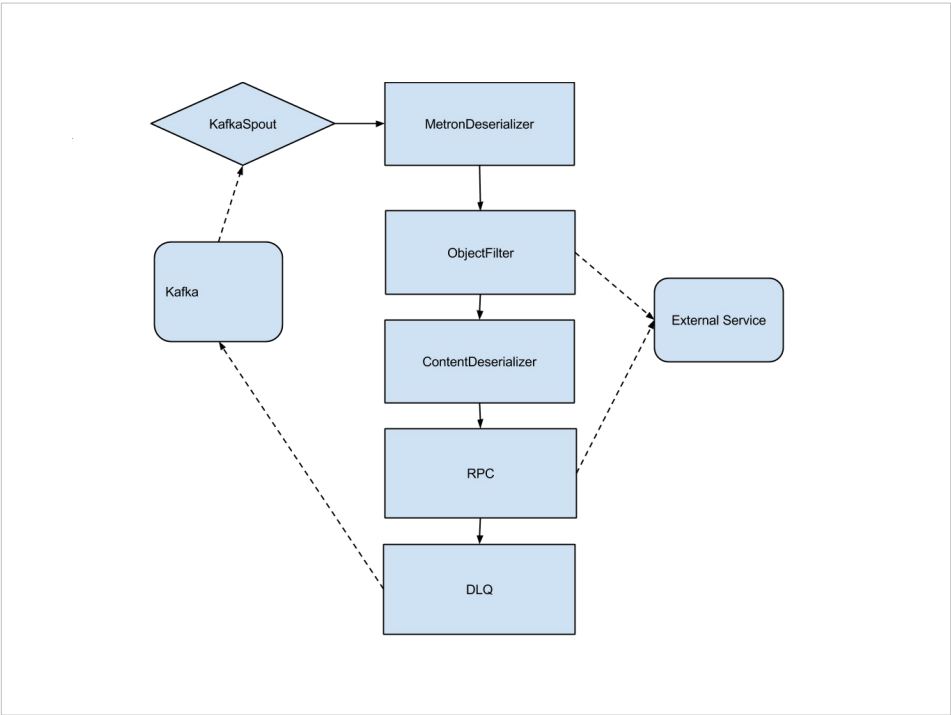 KafkaSpout
MetronDeserializer
ObjectFilter
Kafka
External Service
ContentDeserializer
RPC
DLQ